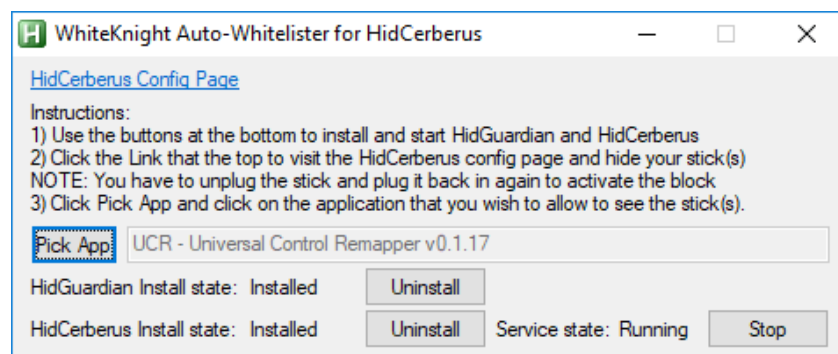 WhiteKnight Auto-Whitelister for HidCerberus
HidCerberus Config Page
Instructions:
1) Use the buttons at the bottom to install and start HidGuardian and HidCerberus
2) Click the Link that the top to visit the HidCerberus config page and hide your stick(s)
NOTE: You have to unplug the stick and plug it back in again to activate the block
3) Click Pick App and click on the application that you wish to allow to see the stick(s).
Pick App UCR - Universal Control Remapper v0.1.17
HidGuardian Install state: Installed Uninstall
HidCerberus Install state: Installed Uninstall Service state: Running Stop